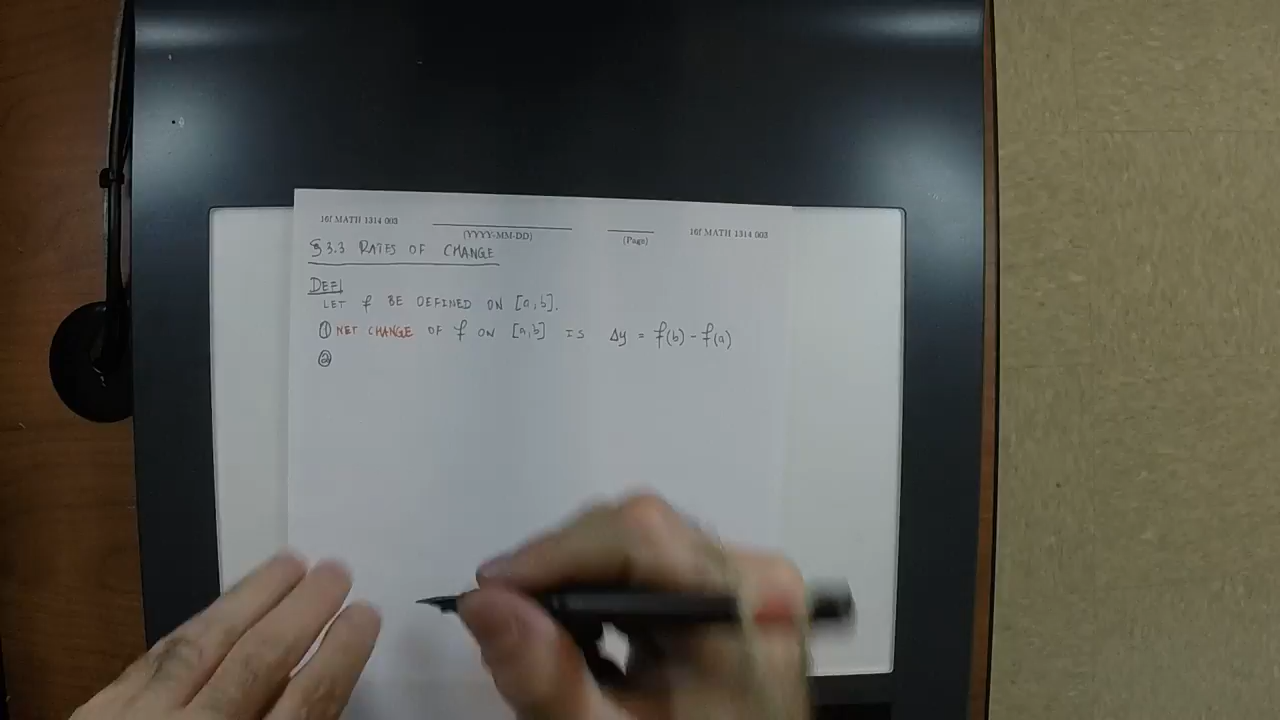 16f MATH 1314 003 (YYYY-MM-DD) (Page) 16f MATH 1314 003
§ 3.3 RATES OF CHANGE
DEF|
LET f BE DEFINED ON [a,b].
① NET CHANGE OF f ON [a,b] IS Δy = f(b) - f(a)
②